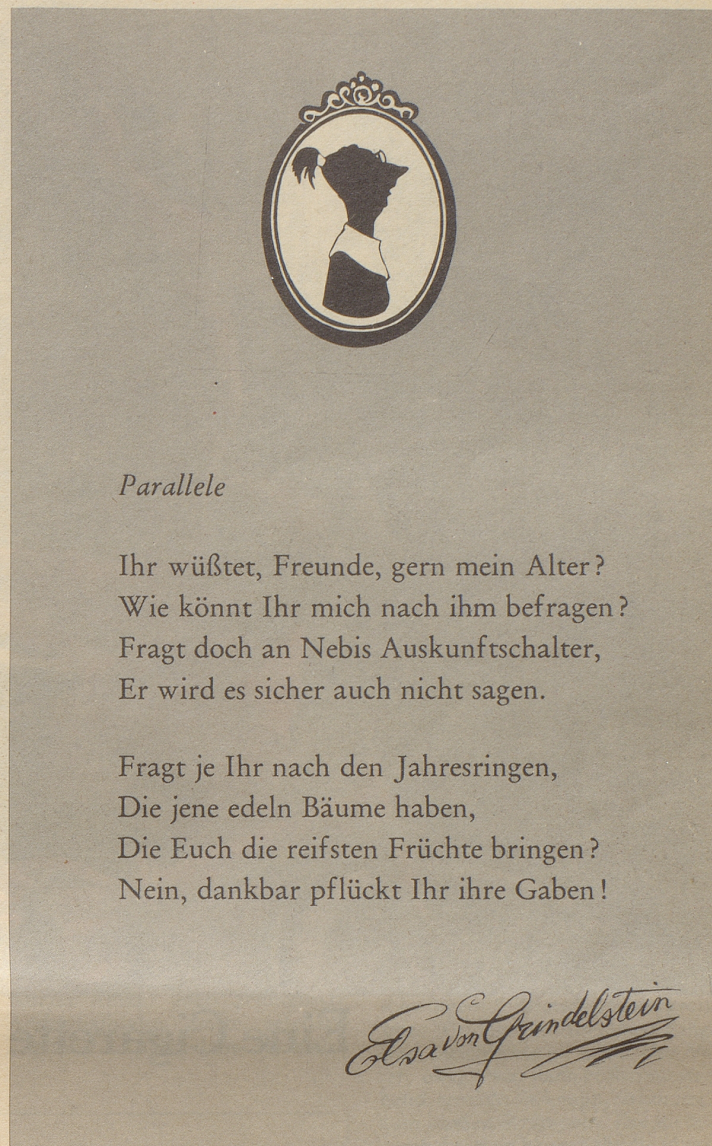 Parallele
Ihr wüßtet, Freunde, gern mein Alter?
Wie könnt Ihr mich nach ihm befragen?
Fragt doch an Nebis Auskunftschalter,
Er wird es sicher auch nicht sagen.
Fragt je Ihr nach den Jahresringen,
Die jene edeln Bäume haben,
Die Euch die reifsten Früchte bringen?
Nein, dankbar pflückt Ihr ihre Gaben!
Elsa von Grindelstein